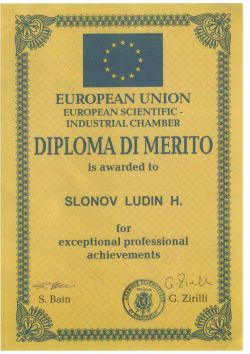 EUROPEAN UNION
EUROPEAN SCIENTIFIC -
INDUSTRIAL CHAMBER
DIPLOMA DI MERITO
is awarded to
SLONOV LUDIN H.
for
exceptional professional
achievements
S. Bain
G. Zirilli